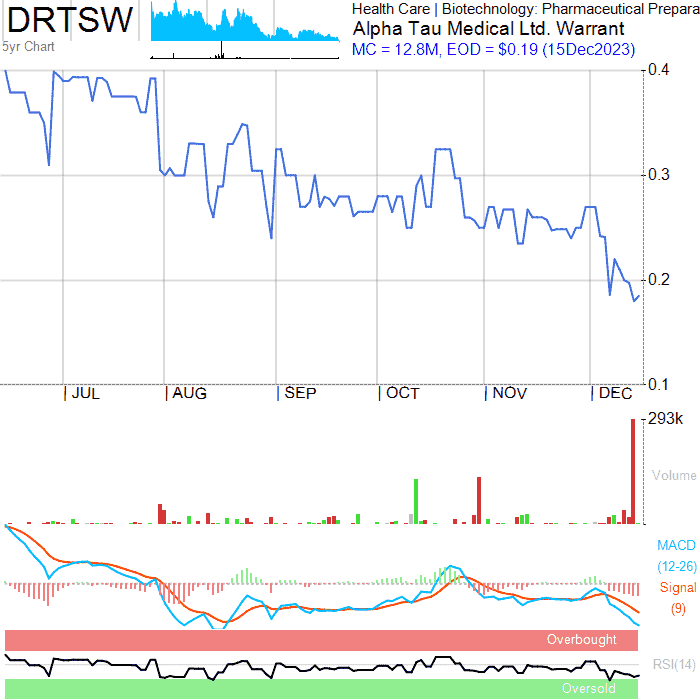 DRTSW
5yr Chart
Health Care | Biotechnology: Pharmaceutical Prepara
Alpha Tau Medical Ltd. Warrant
MC = 12.8M, EOD = $0.19 (15Dec2023)
0.4
0.3
0.2
0.1
JUL AUG SEP OCT NOV DEC
293k
Volume
MACD
(12-26)
Signal
(9)
Overbought
RSI(14)
Oversold